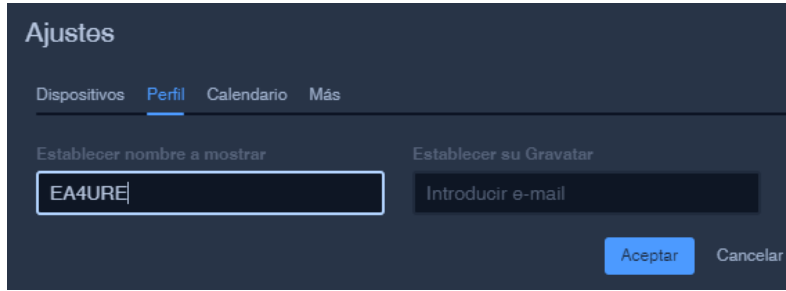 Ajustes
Dispositivos Perfil Calendario Más
Establecer nombre a mostrar Establecer su Gravatar
EA4URE Introducir e-mail
Aceptar Cancelar